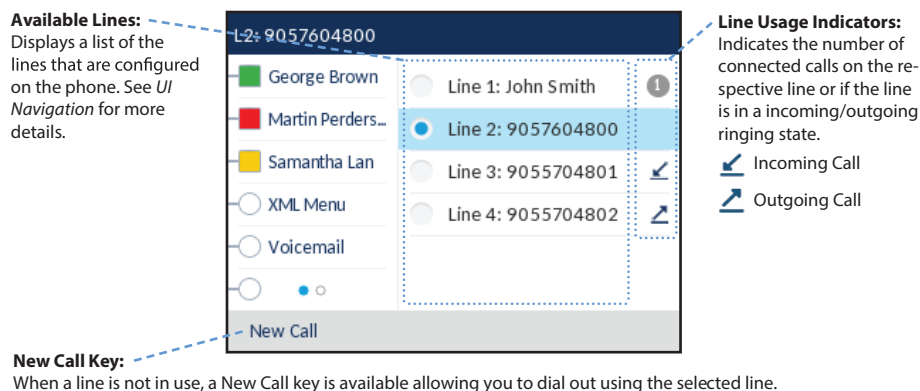 Available Lines:
Displays a list of the
lines that are configured
on the phone. See UI
Navigation for more
details.
L2: 9057604800
George Brown
Martin Perders...
Samantha Lan
XML Menu
Voicemail
Line 1: John Smith
1
Line 2: 9057604800
Line 3: 9055704801
Line 4: 9055704802
New Call
Line Usage Indicators:
Indicates the number of
connected calls on the re-
spective line or if the line
is in a incoming/outgoing
ringing state.
Incoming Call
Outgoing Call
New Call Key:
When a line is not in use, a New Call key is available allowing you to dial out using the selected line.